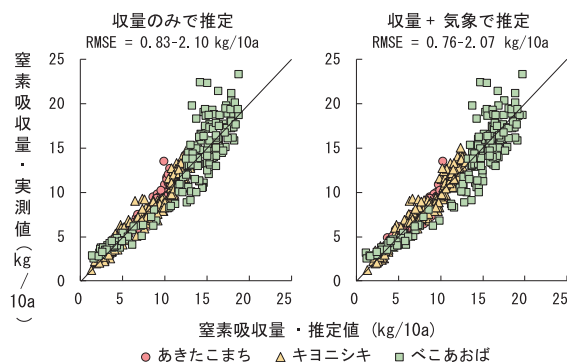 収量のみで推定
RMSE = 0.83-2.10 kg/10a
収量 + 気象で推定
RMSE = 0.76-2.07 kg/10a
窒素吸収量・実測値(kg/10a)
25
20
15
10
5
0
0 5 10 15 20 25
25
20
15
10
5
0
0 5 10 15 20 25
窒素吸収量・推定値 (kg/10a)
あきたこまち キヨニシキ べこあおば